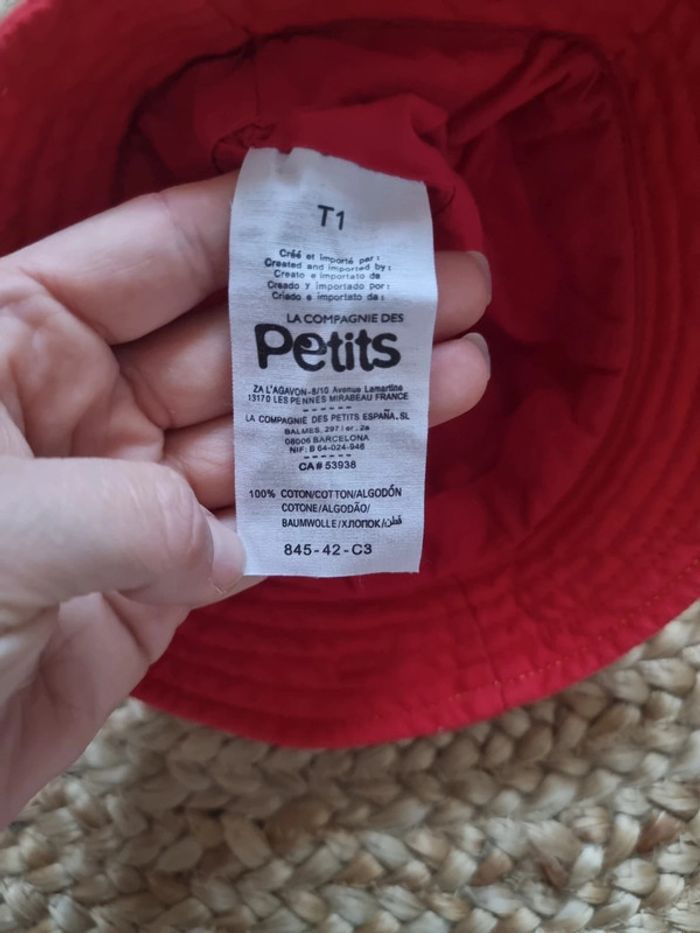 T1
Créé et importé par:
Created and imported by:
Creato e importato da
Creado y importado por:
Criado e importato da:
LA COMPAGNIE DES
Petits
ZA L'AGAVON-8/10 Avenue Lamartine
13170 LES PENNES MIRABEAU FRANCE
------
LA COMPAGNIE DES PETITS ESPAÑA.SL
BALMES, 297 1er. 2a
08006 BARCELONA
NIF: B 64-024-946
------
CA# 53938
100% COTON/COTTON/ALGODÓN
COTONE/ALGODÃO/
BAUMWOLLE/ХЛОПОК/قطن
845-42-C3